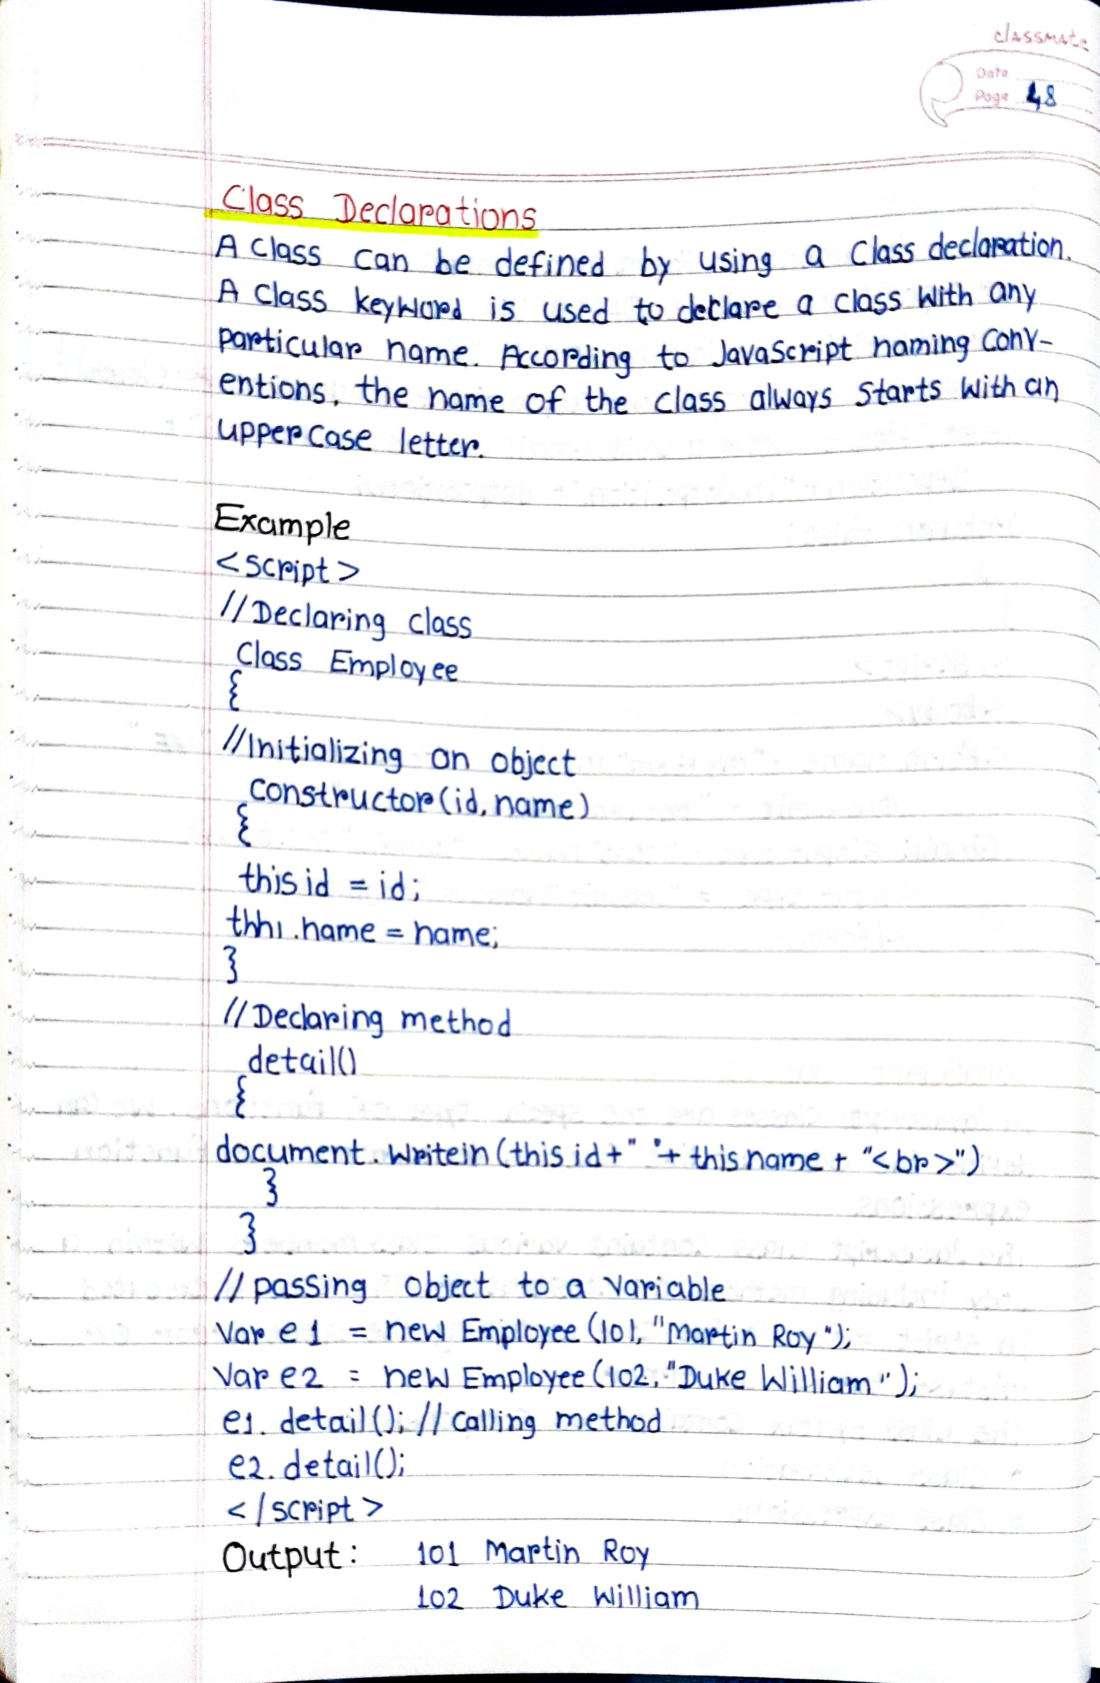 classmate
Date
Page 48
Class Declarations
A Class can be defined by using a Class declaration.
A Class keyword is used to declare a class with any
particular name. According to JavaScript naming Conv-
entions, the name of the class always Starts with an
uppercase letter.
Example
<script>
//Declaring class
Class Employee
{
//Initializing an object
constructor(id, name)
{
this id = id;
thhi .name = name;
}
//Declaring method
detail()
{
document.writein(this id+" "+ this name + "<br>")
}
}
//passing object to a variable
Var e1 = new Employee (101, "Martin Roy");
Var e2 = new Employee (102, "Duke William");
e1. detail(); // calling method
e2. detail();
</script>
Output: 101 Martin Roy
102 Duke William